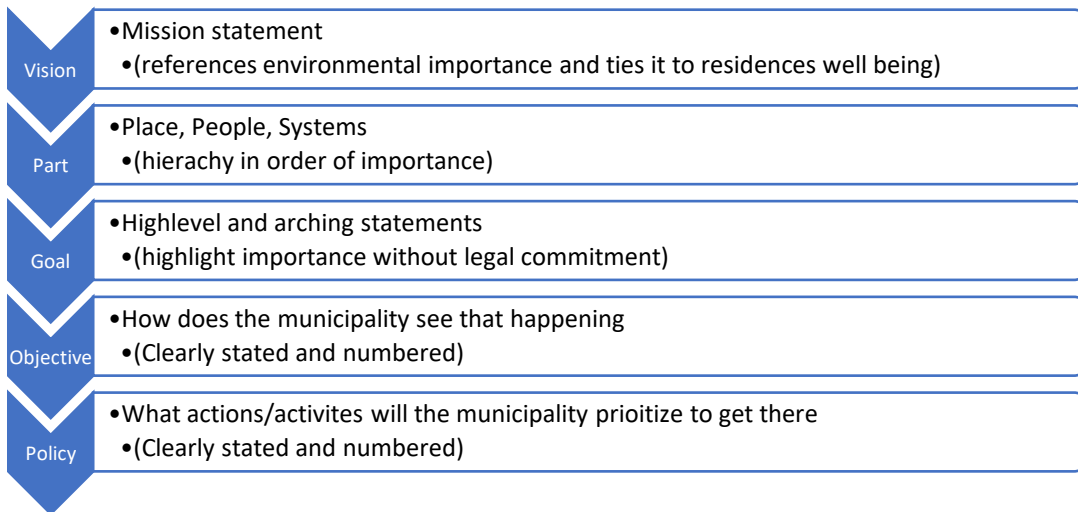 Vision
•Mission statement
•(references environmental importance and ties it to residences well being)
Part
•Place, People, Systems
•(hierachy in order of importance)
Goal
•Highlevel and arching statements
•(highlight importance without legal commitment)
Objective
•How does the municipality see that happening
•(Clearly stated and numbered)
Policy
•What actions/activites will the municipality prioitize to get there
•(Clearly stated and numbered)